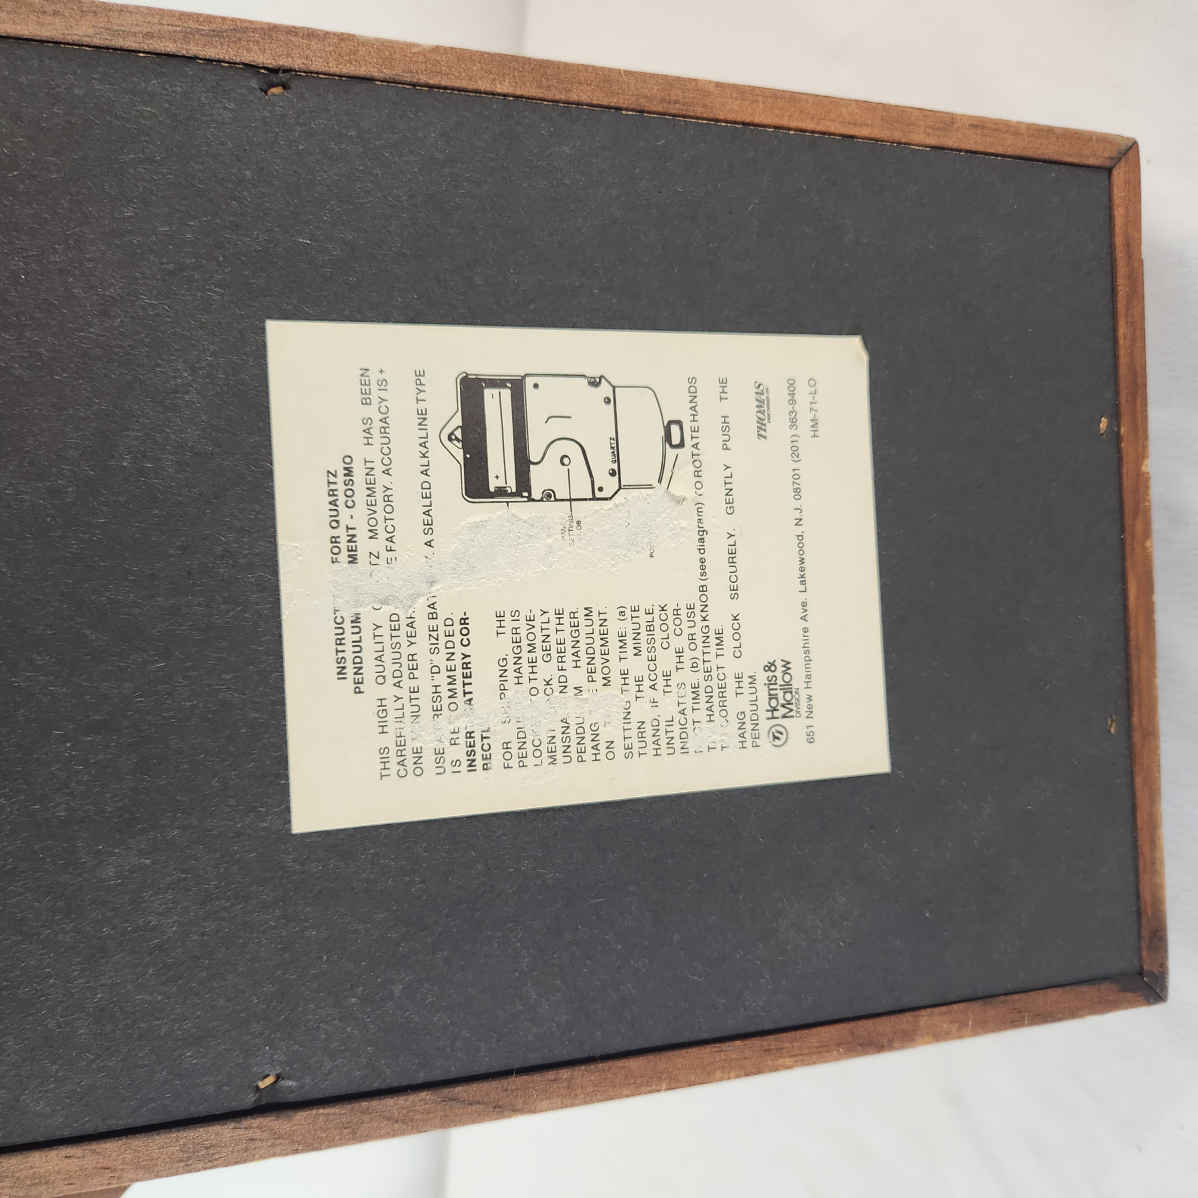 INSTRUCT FOR QUARTZ
PENDULUM MENT - COSMO
THIS HIGH QUALITY TZ MOVEMENT HAS BEEN
CAREFULLY ADJUSTED FACTORY. ACCURACY IS +
ONE MINUTE PER YEAR.
USE A FRESH "D" SIZE BAT A SEALED ALKALINE TYPE
IS RECOMMENDED.
INSERT BATTERY COR-
RECTL
FOR SHIPPING, THE
PENDU HANGER IS
LOCK TO THE MOVE-
MENT OCK. GENTLY
UNSNA ND FREE THE
PENDU M HANGER.
HANG PENDULUM
ON MOVEMENT.
SETTING THE TIME: (a)
TURN THE MINUTE
HAND, IF ACCESSIBLE,
UNTIL THE CLOCK
INDICATES THE COR-
RECT TIME. (b) OR USE
HAND SETTING KNOB (see diagram) TO ROTATE HANDS
CORRECT TIME.
HANG THE CLOCK SECURELY. GENTLY PUSH THE
PENDULUM.
QUARTZ
+ −
SETTING
Harris&
Mallow
DIVISION
THOMAS
651 New Hampshire Ave. Lakewood, N.J. 08701 (201) 363-9400
HM-71-LO